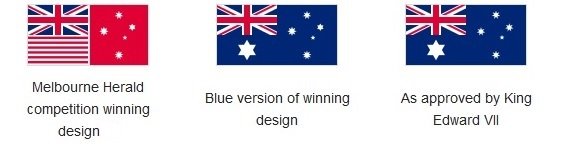 Melbourne Herald
competition winning
design
Blue version of winning
design
As approved by King
Edward VII